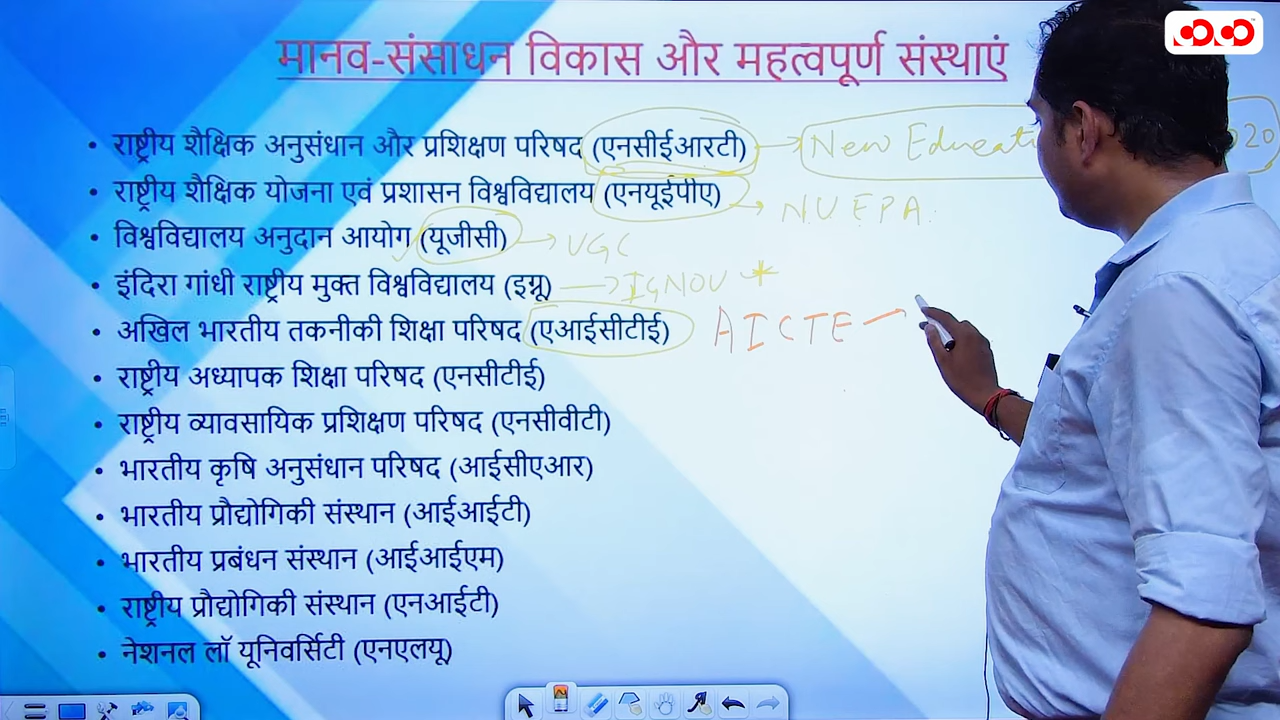 मानव-संसाधन विकास और महत्वपूर्ण संस्थाएं
• राष्ट्रीय शैक्षिक अनुसंधान और प्रशिक्षण परिषद (एनसीईआरटी) → New Educati 20
• राष्ट्रीय शैक्षिक योजना एवं प्रशासन विश्वविद्यालय (एनयूईपीए) → NUEPA
• विश्वविद्यालय अनुदान आयोग (यूजीसी) → UGC
• इंदिरा गांधी राष्ट्रीय मुक्त विश्वविद्यालय (इग्नू) → IGNOU *
• अखिल भारतीय तकनीकी शिक्षा परिषद (एआईसीटीई) AICTE →
• राष्ट्रीय अध्यापक शिक्षा परिषद (एनसीटीई)
• राष्ट्रीय व्यावसायिक प्रशिक्षण परिषद (एनसीवीटी)
• भारतीय कृषि अनुसंधान परिषद (आईसीएआर)
• भारतीय प्रौद्योगिकी संस्थान (आईआईटी)
• भारतीय प्रबंधन संस्थान (आईआईएम)
• राष्ट्रीय प्रौद्योगिकी संस्थान (एनआईटी)
• नेशनल लॉ यूनिवर्सिटी (एनएलयू)